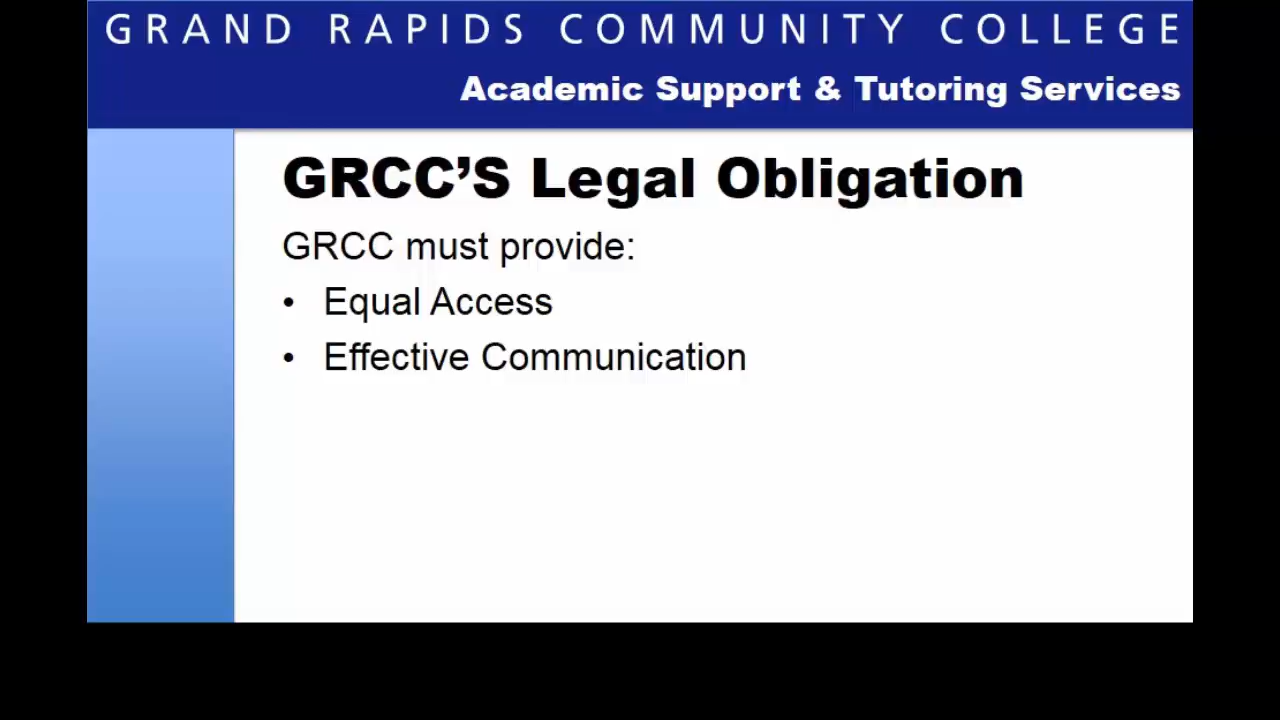 GRAND RAPIDS COMMUNITY COLLEGE
Academic Support & Tutoring Services
GRCC’S Legal Obligation
GRCC must provide:
• Equal Access
• Effective Communication